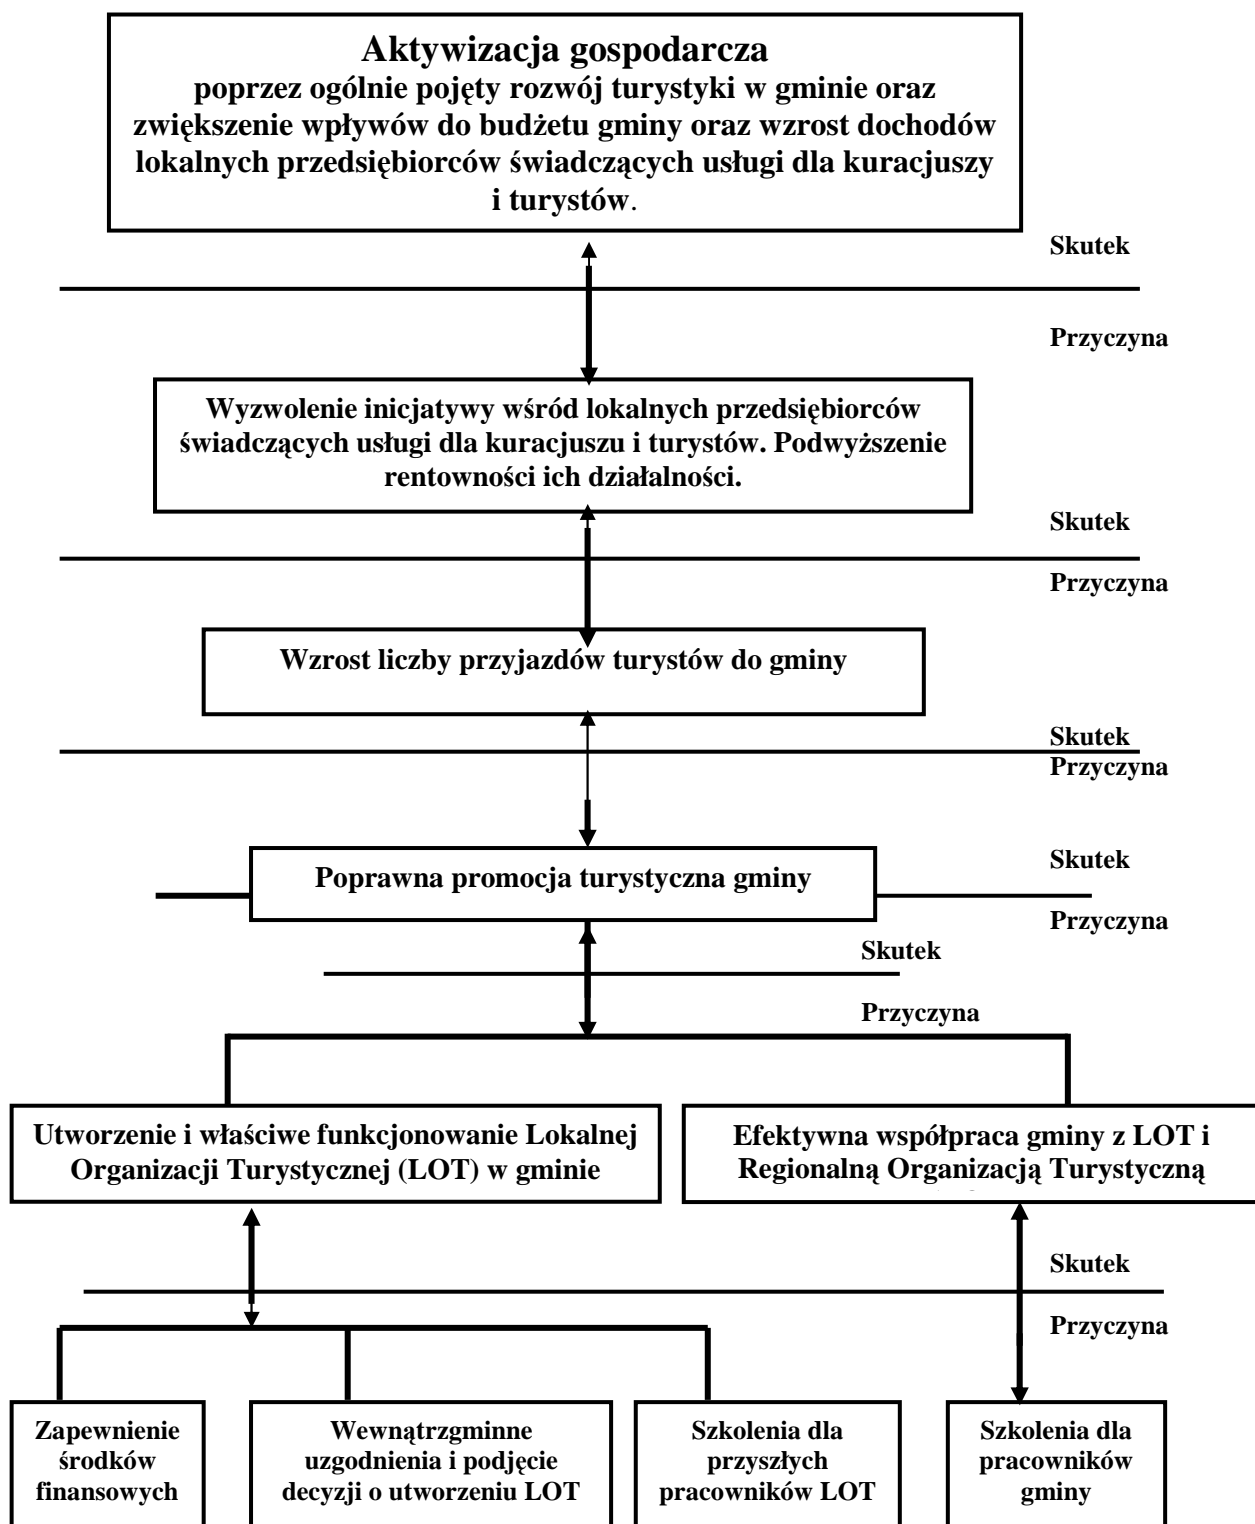 Aktywizacja gospodarcza
poprzez ogólnie pojęty rozwój turystyki w gminie oraz
zwiększenie wpływów do budżetu gminy oraz wzrost dochodów
lokalnych przedsiębiorców świadczących usługi dla kuracjuszy
i turystów.
Skutek
Przyczyna
Wyzwolenie inicjatywy wśród lokalnych przedsiębiorców
świadczących usługi dla kuracjuszu i turystów. Podwyższenie
rentowności ich działalności.
Skutek
Przyczyna
Wzrost liczby przyjazdów turystów do gminy
Skutek
Przyczyna
Poprawna promocja turystyczna gminy
Skutek
Przyczyna
Skutek
Przyczyna
Utworzenie i właściwe funkcjonowanie Lokalnej
Organizacji Turystycznej (LOT) w gminie
Efektywna współpraca gminy z LOT i
Regionalną Organizacją Turystyczną
Skutek
Przyczyna
Zapewnienie
środków
finansowych
Wewnątrzgminne
uzgodnienia i podjęcie
decyzji o utworzeniu LOT
Szkolenia dla
przyszłych
pracowników LOT
Szkolenia dla
pracowników
gminy